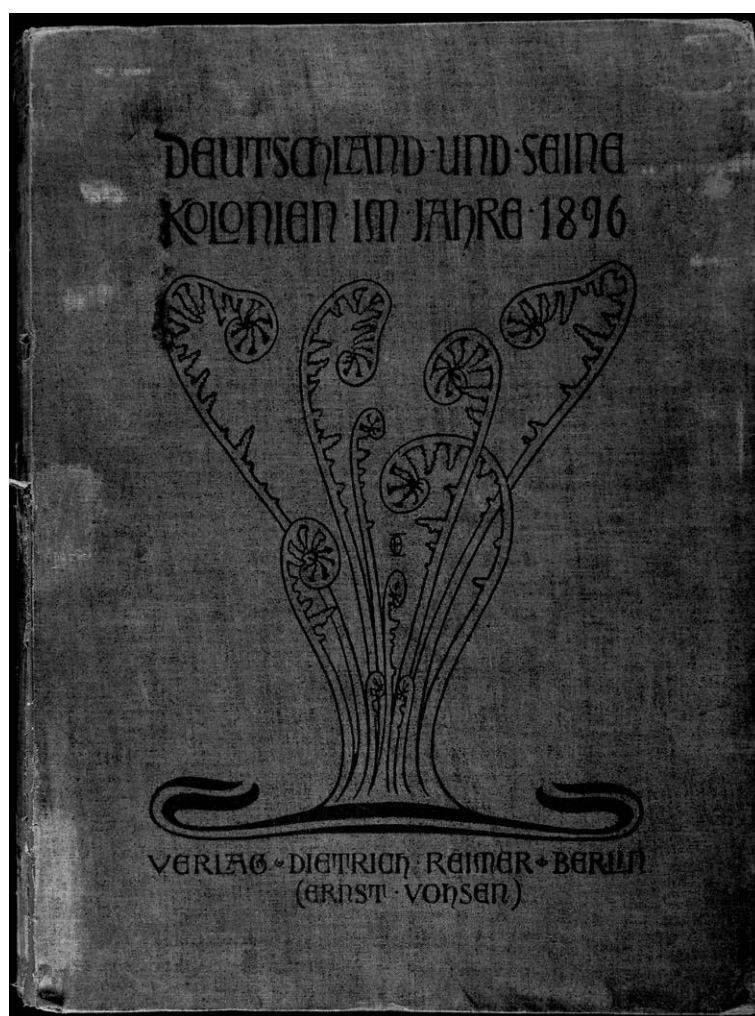 DEUTSCHLAND·UND·SEINE
KOLONIEN·IM·JAHRE·1896
VERLAG·DIETRICH·REIMER·BERLIN
(ERNST·VOHSEN)